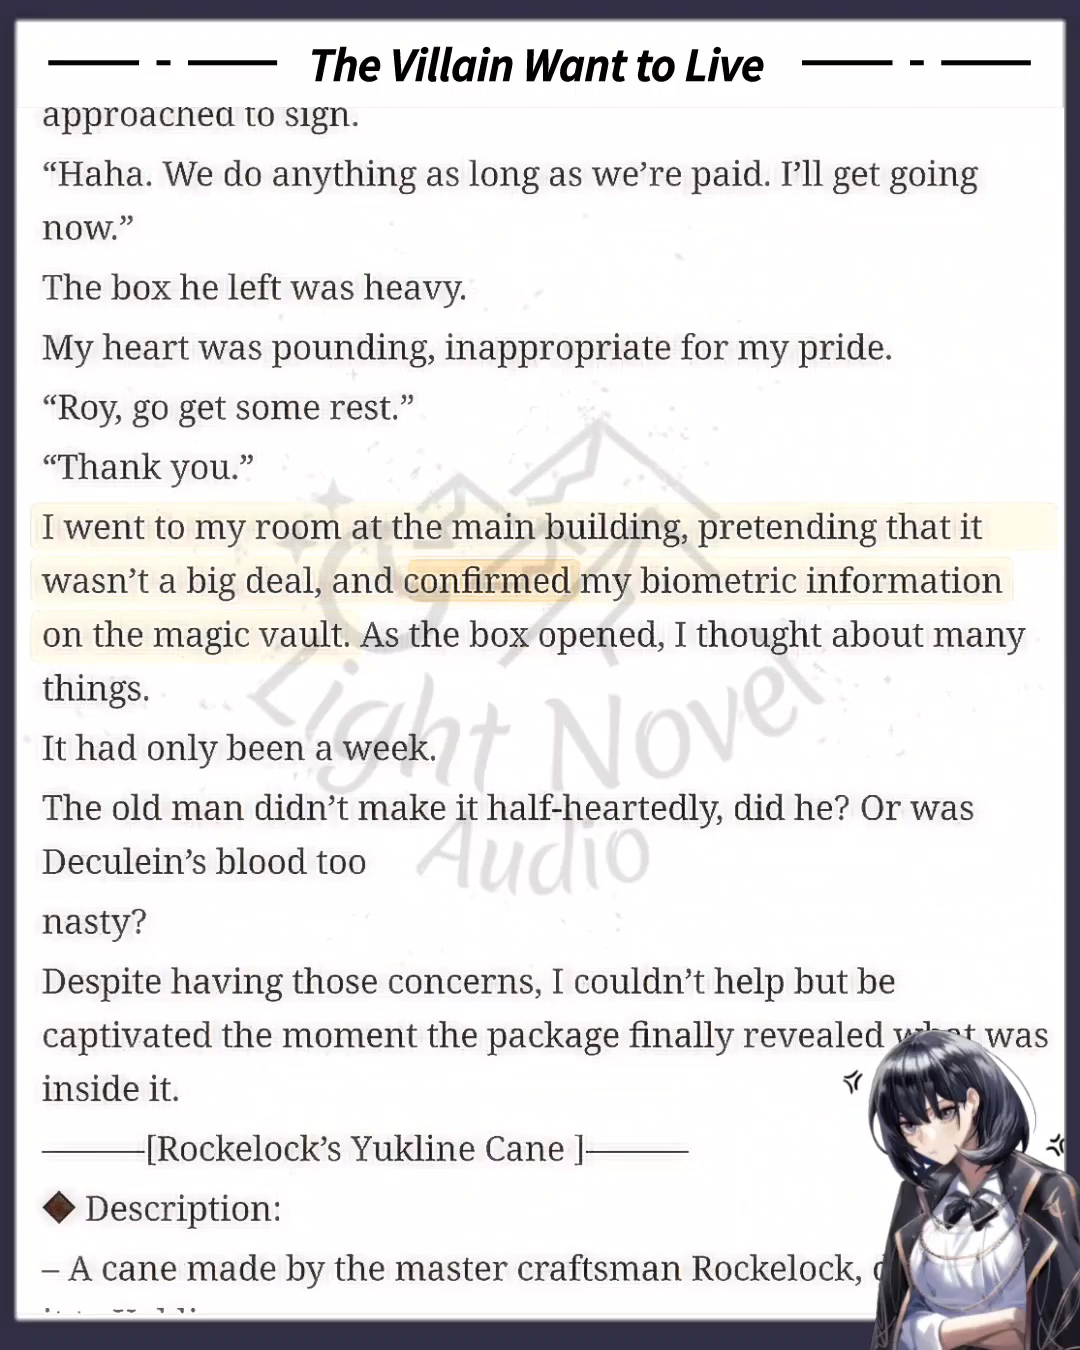 The Villain Want to Live
approached to sign.
“Haha. We do anything as long as we’re paid. I’ll get going
now.”
The box he left was heavy.
My heart was pounding, inappropriate for my pride.
“Roy, go get some rest.”
“Thank you.”
I went to my room at the main building, pretending that it
wasn’t a big deal, and confirmed my biometric information
on the magic vault. As the box opened, I thought about many
things.
It had only been a week.
The old man didn’t make it half-heartedly, did he? Or was
Deculein’s blood too
nasty?
Despite having those concerns, I couldn’t help but be
captivated the moment the package finally revealed what was
inside it.
———[Rockelock’s Yukline Cane ]———
◆ Description:
– A cane made by the master craftsman Rockelock,
Light Novel
Audio